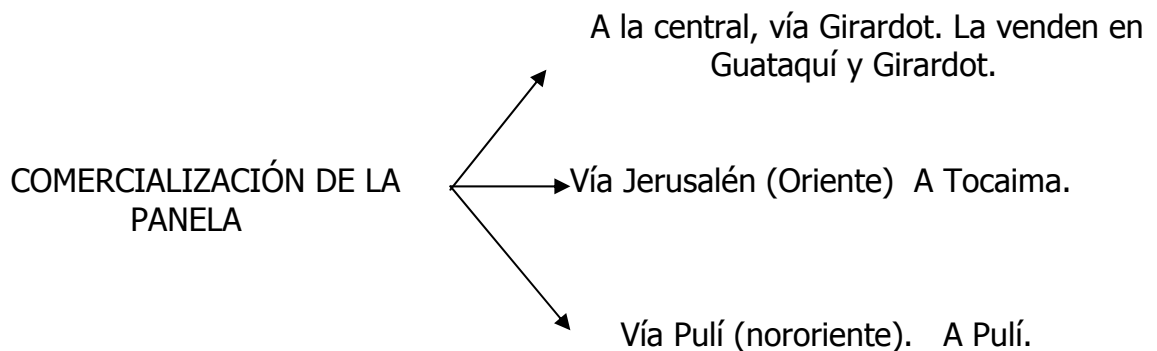 A la central, vía Girardot. La venden en
Guataquí y Girardot.
COMERCIALIZACIÓN DE LA
PANELA
Vía Jerusalén (Oriente) A Tocaima.
Vía Pulí (nororiente). A Pulí.